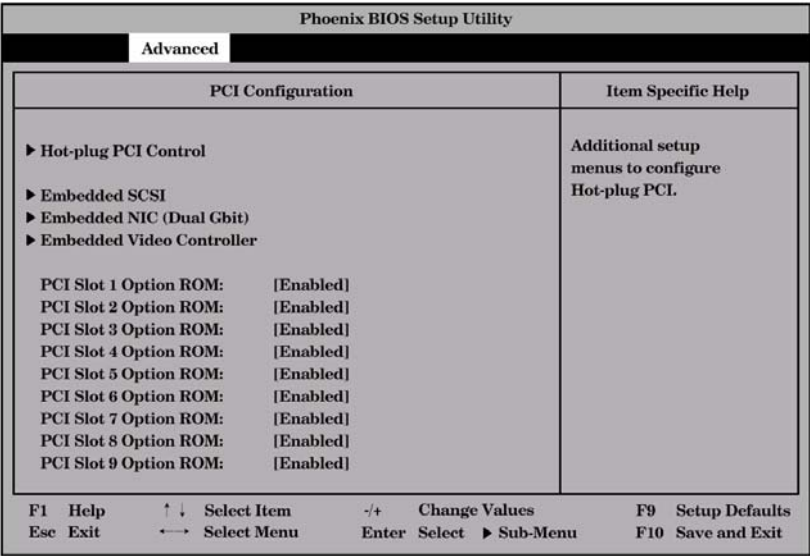 Phoenix BIOS Setup Utility
Advanced
PCI Configuration
Item Specific Help
▶ Hot-plug PCI Control
▶ Embedded SCSI
▶ Embedded NIC (Dual Gbit)
▶ Embedded Video Controller
PCI Slot 1 Option ROM: [Enabled]
PCI Slot 2 Option ROM: [Enabled]
PCI Slot 3 Option ROM: [Enabled]
PCI Slot 4 Option ROM: [Enabled]
PCI Slot 5 Option ROM: [Enabled]
PCI Slot 6 Option ROM: [Enabled]
PCI Slot 7 Option ROM: [Enabled]
PCI Slot 8 Option ROM: [Enabled]
PCI Slot 9 Option ROM: [Enabled]
Additional setup
menus to configure
Hot-plug PCI.
F1 Help ↑ ↓ Select Item -/+ Change Values F9 Setup Defaults
Esc Exit ←→ Select Menu Enter Select ▶ Sub-Menu F10 Save and Exit